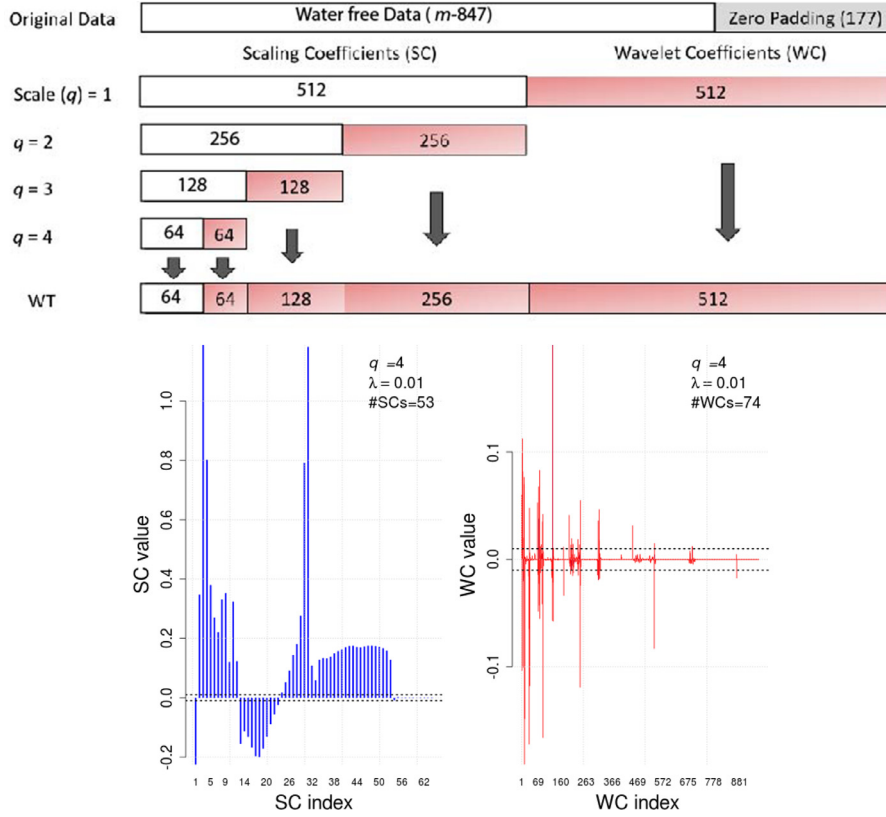 Original Data
Water free Data ( m-847)
Zero Padding (177)
Scaling Coefficients (SC)
Wavelet Coefficients (WC)
Scale (q) = 1
512
512
q = 2
256
256
q = 3
128
128
q = 4
64
64
WT
64
64
128
256
512
q =4
λ = 0.01
#SCs=53
SC value
1.0
0.8
0.6
0.4
0.2
0.0
-0.2
1 5 9 14 20 26 32 38 44 50 56 62
SC index
q =4
λ = 0.01
#WCs=74
WC value
0.1
0.0
-0.1
1 69 160 263 366 469 572 675 778 881
WC index